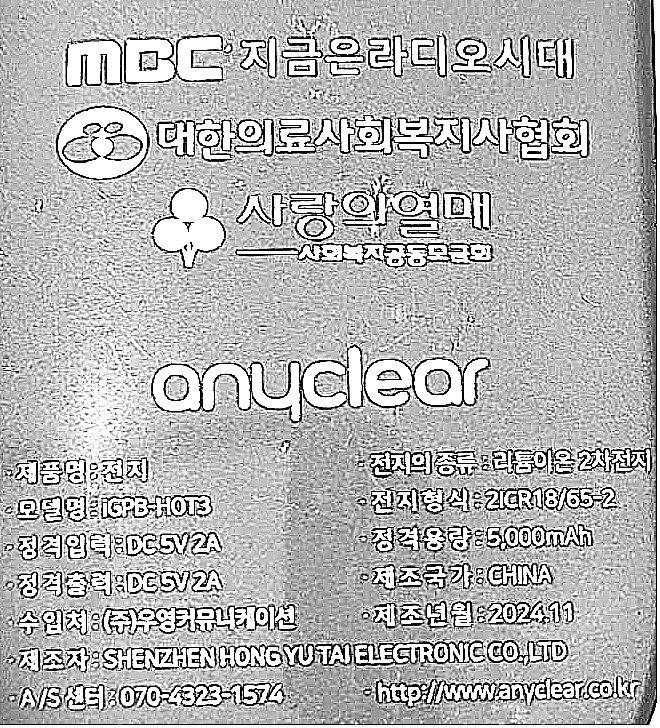 MBC 지금은라디오시대
대한의료사회복지사협회
사랑의열매
사회복지공동모금회
anyclear
·제품명:전지
·전지의 종류:리튬이온 2차전지
·모델명:iGPB-HOT3
·전지형식:2ICR18/65-2
·정격입력:DC 5V 2A
·정격용량:5,000mAh
·정격출력:DC 5V 2A
·제조국가:CHINA
·수입처:(주)우영커뮤니케이션
·제조년월:2024.11
·제조자:SHENZHEN HONG YU TAI ELECTRONIC CO.,LTD
·A/S 센터:070-4323-1574
·http://www.anyclear.co.kr